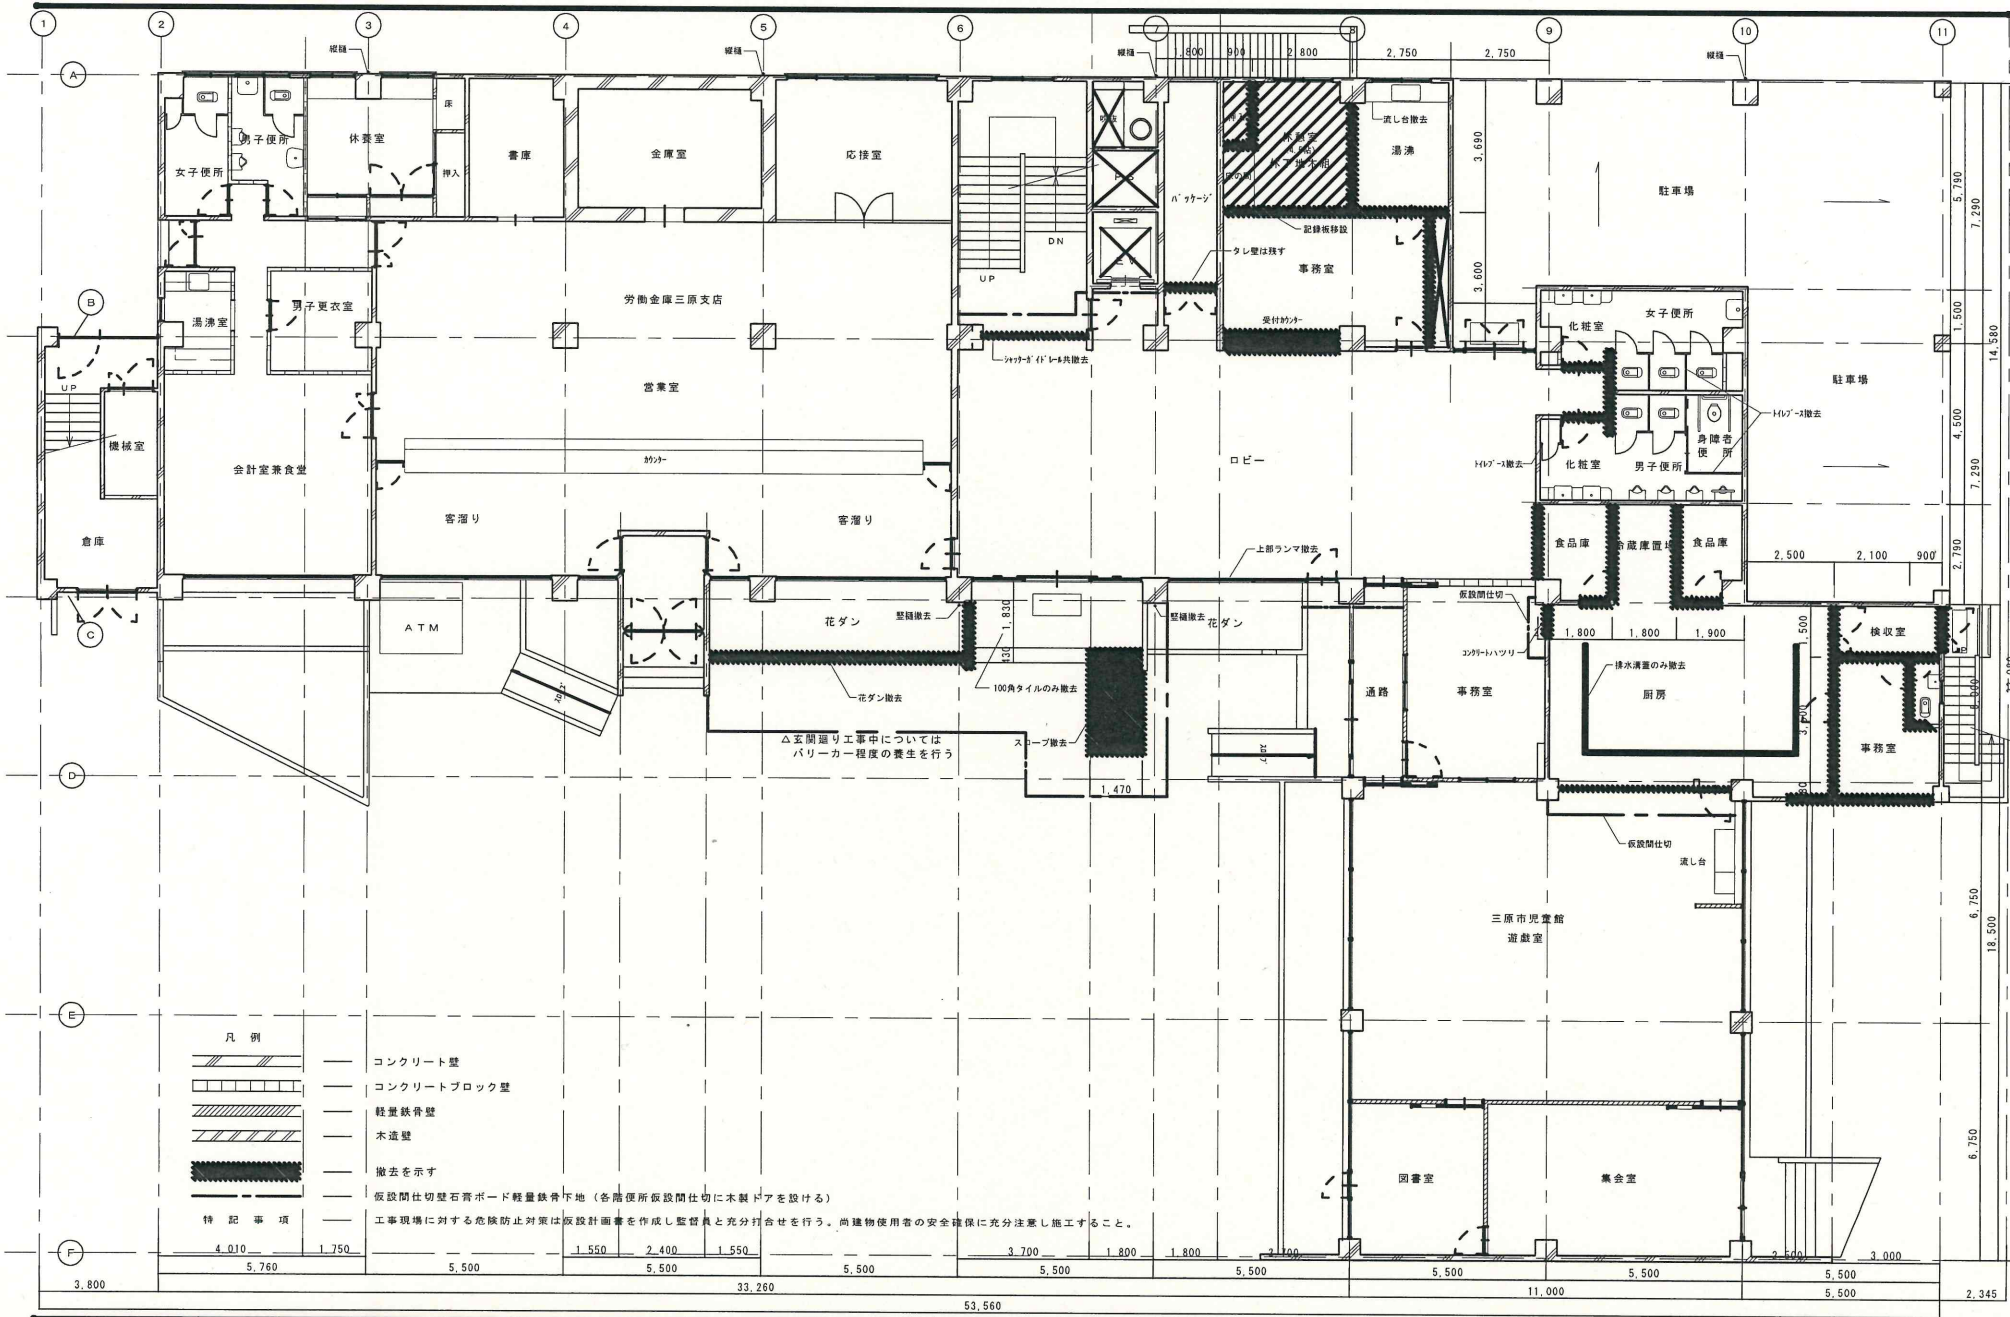 1
2
3
4
5
6
7
8
9
10
11
A
B
C
D
E
F
縦樋
縦樋
縦樋
縦樋
1,800
900
2,800
2,750
2,750
女子便所
男子便所
休養室
床
押入
書庫
金庫室
応接室
吹抜
パッケージ
湯沸
流し台撤去
3,690
駐車場
5,790
7,290
DN
UP
EV
記録板移設
タレ壁は残す
事務室
3,600
受付カウンター
労働金庫三原支店
湯沸室
男子更衣室
シャッターガイドレール共撤去
化粧室
女子便所
1,500
14,580
駐車場
UP
機械室
営業室
トイレブース撤去
身障者
便所
4,500
会計室兼食堂
カウンター
ロビー
トイレブース撤去
化粧室
男子便所
7,290
客溜り
客溜り
倉庫
上部ランマ撤去
食品庫
冷蔵庫置場
食品庫
2,500
2,100
900
2,790
ATM
花ダン
竪樋撤去
1,830
430
竪樋撤去
花ダン
仮設間仕切
1,800
1,800
1,900
1,500
検収室
コンクリートハツリ
排水溝蓋のみ撤去
花ダン撤去
100角タイルのみ撤去
通路
事務室
厨房
事務室
△玄関廻り工事中については
バリーカー程度の養生を行う
スロープ撤去
1,470
仮設間仕切
流し台
三原市児童館
遊戯室
6,750
18,500
凡例
コンクリート壁
コンクリートブロック壁
軽量鉄骨壁
木造壁
撤去を示す
仮設間仕切壁石膏ボード軽量鉄骨下地（各階便所仮設間仕切に木製ドアを設ける）
特記事項
工事現場に対する危険防止対策は仮設計画書を作成し監督員と充分打合せを行う。尚建物使用者の安全確保に充分注意し施工すること。
図書室
集会室
6,750
4,010
1,750
1,550
2,400
1,550
3,700
1,800
1,800
2,700
2,500
3,000
5,760
5,500
5,500
5,500
5,500
5,500
5,500
5,500
5,500
3,800
33,260
11,000
5,500
2,345
53,560